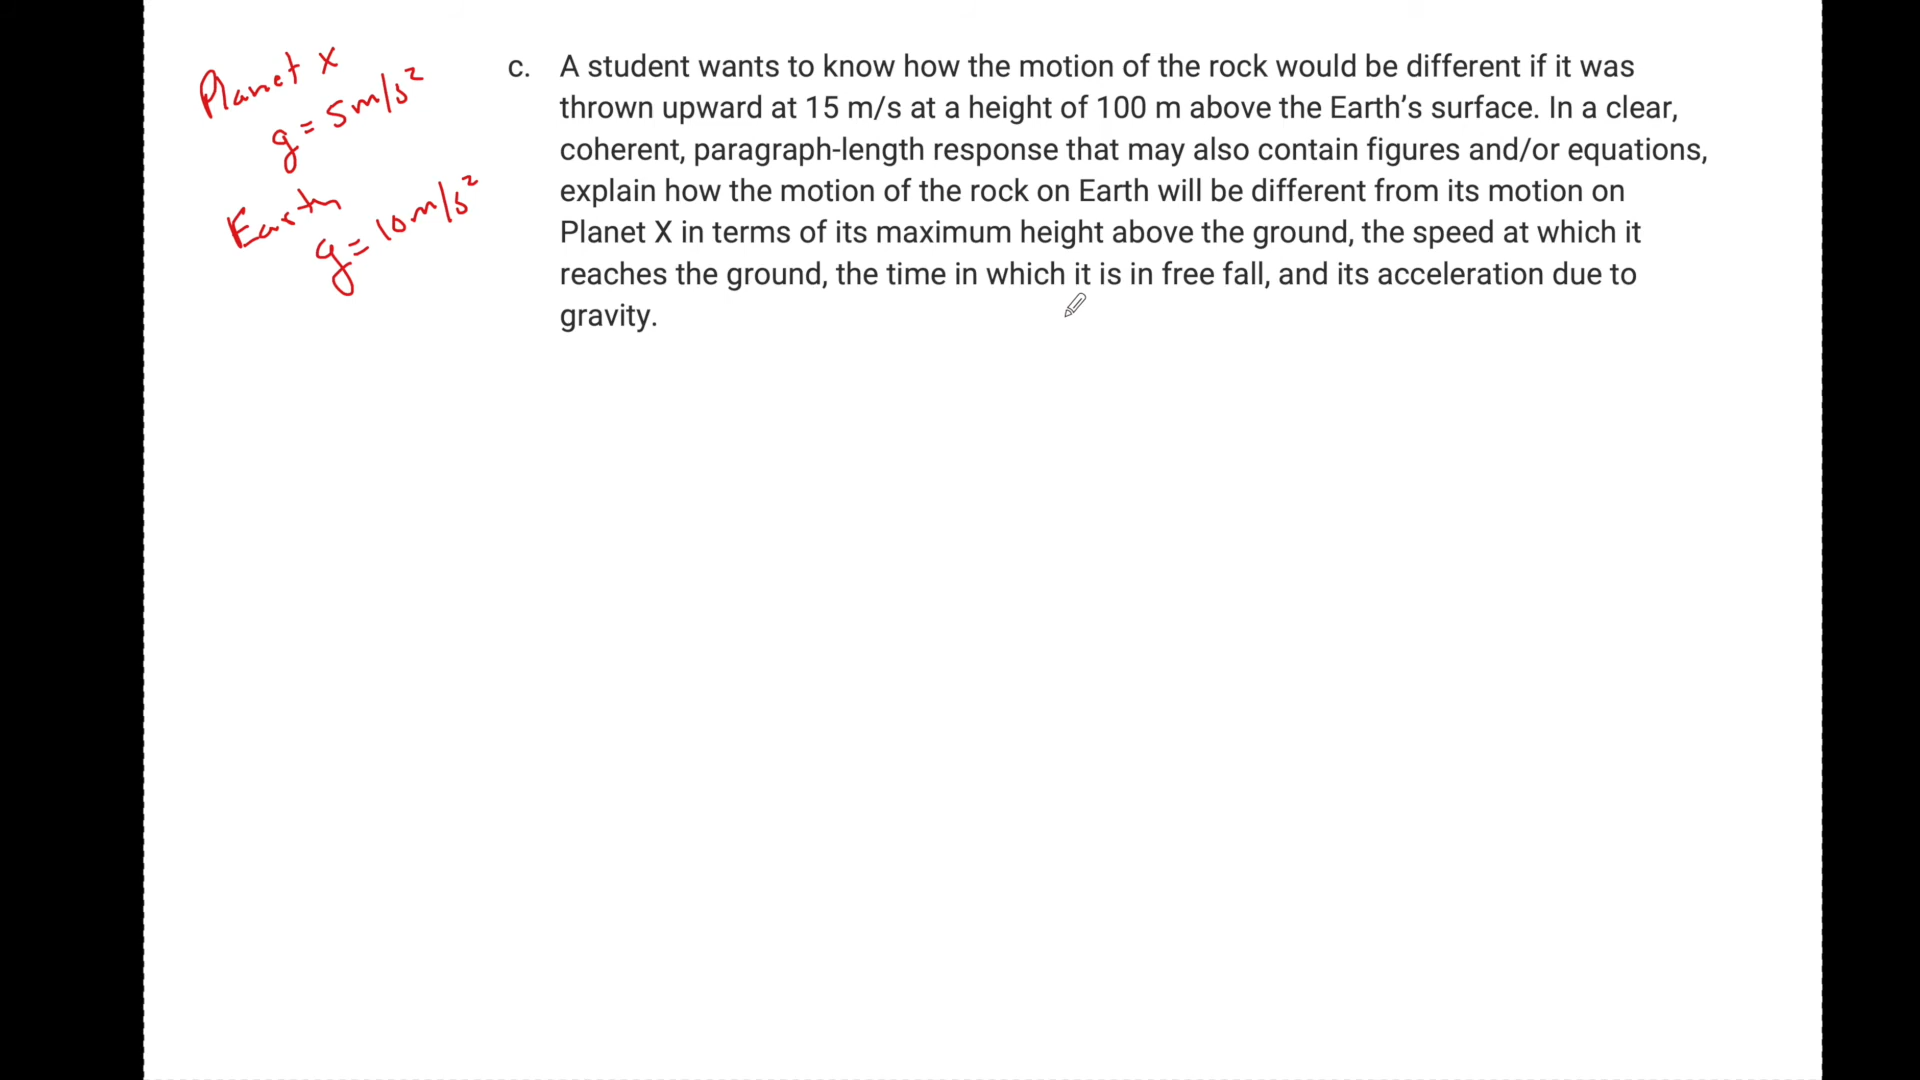 Planet X
g = 5 m/s²
Earth
g = 10 m/s²
c. A student wants to know how the motion of the rock would be different if it was
thrown upward at 15 m/s at a height of 100 m above the Earth’s surface. In a clear,
coherent, paragraph-length response that may also contain figures and/or equations,
explain how the motion of the rock on Earth will be different from its motion on
Planet X in terms of its maximum height above the ground, the speed at which it
reaches the ground, the time in which it is in free fall, and its acceleration due to
gravity.